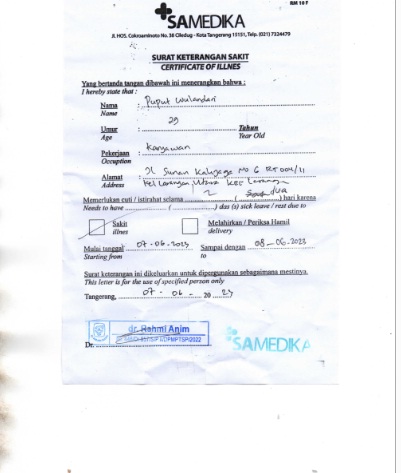 RM 10 F
SAMEDIKA
Jl. HOS. Cokroaminoto No. 38 Ciledug - Kota Tangerang 15151, Telp. (021) 7324479
SURAT KETERANGAN SAKIT
CERTIFICATE OF ILLNES
Yang bertanda tangan dibawah ini menerangkan bahwa :
I hereby state that :
Nama : Puput Wulandari
Name
Umur : 29 Tahun
Age Year Old
Pekerjaan : Karyawan
Occuption
Alamat : Jl Sunan Kalijaga No 6 RT 004/11
Address Kel Larangan Utara Kec Larangan
Memerlukan cuti / istirahat selama 2 ( dua ) hari karena
Needs to have ( ) das (s) sick leave / rest due to
Sakit Melahirkan / Periksa Hamil
illnes delivery
Mulai tanggal 07-06-2023 Sampai dengan 08-06-2023
Starting from to
Surat keterangan ini dikeluarkan untuk dipergunakan sebagaimana mestinya.
This letter is for the use of specified person only
Tangerang, 07 - 06 - 20 23
dr. Rahmi Anim
Dr.
SAMEDIKA